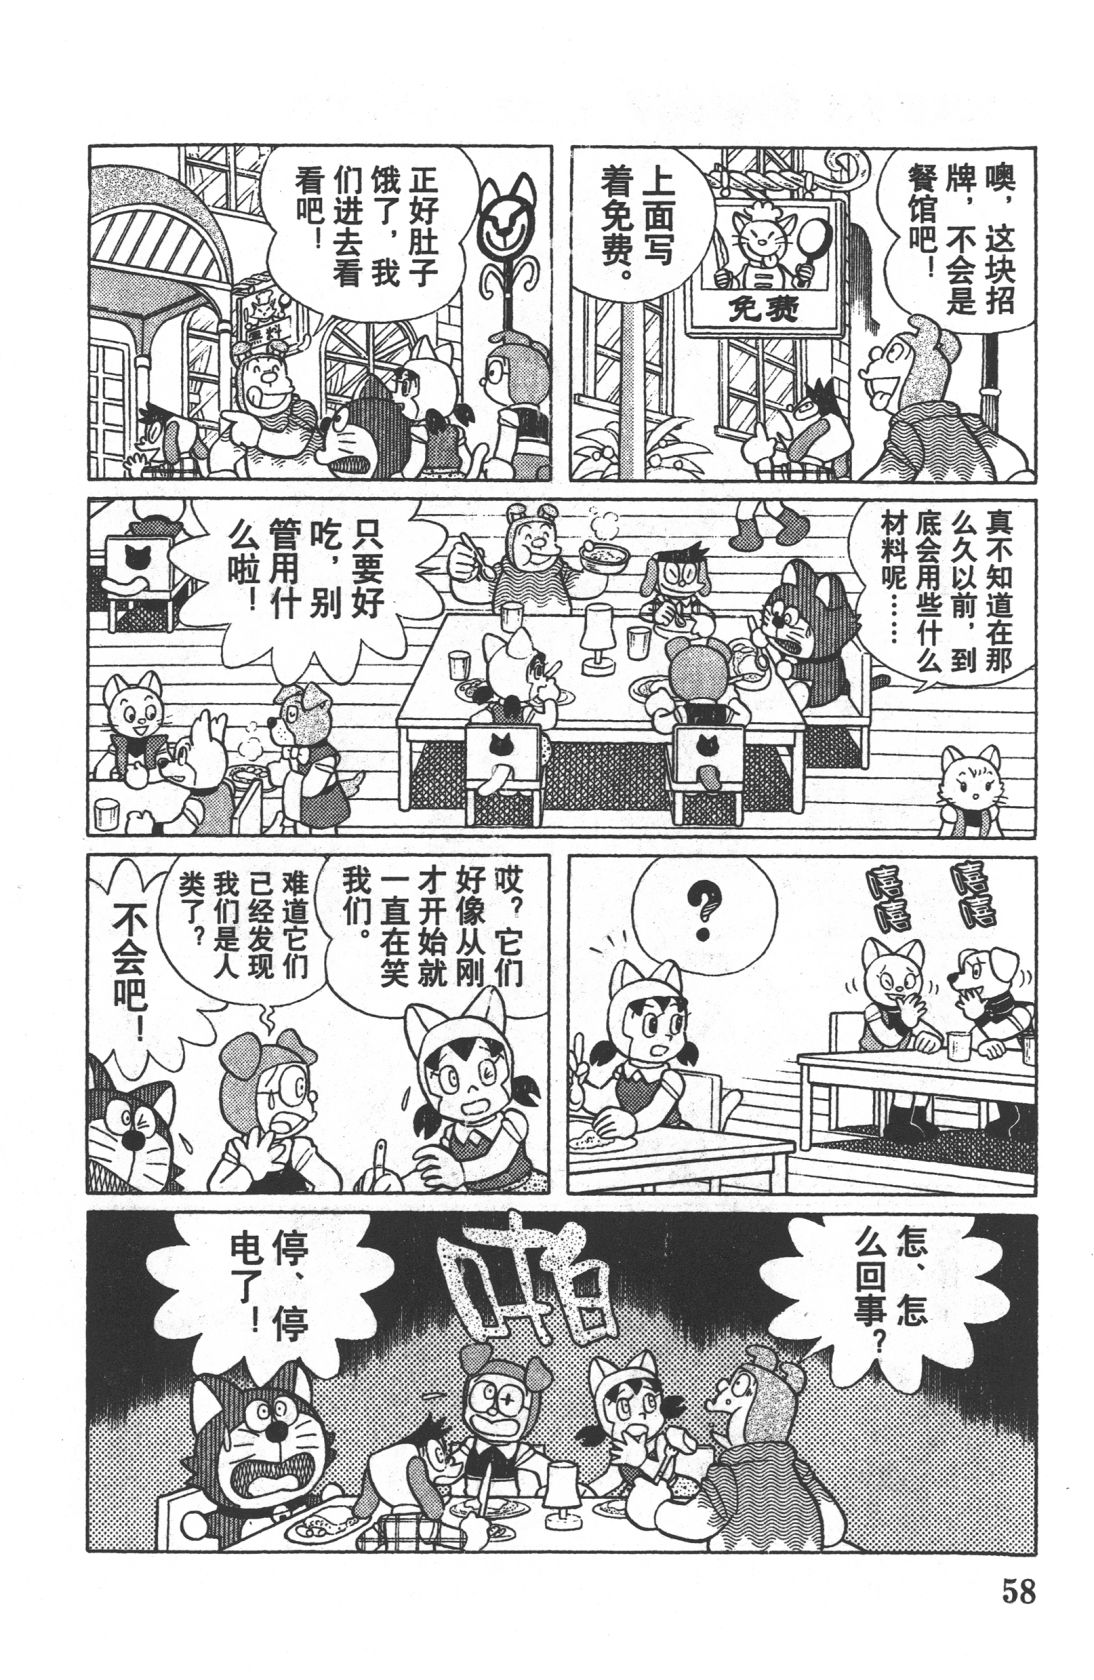 噢，这块招
牌，不会是
餐馆吧！
上面写
着免费。
免费
正好肚子
饿了，我
们进去看
看吧！
無料
真不知道在那
么久以前，到
底会用些什么
材料呢……
只要好
吃，别
管用什
么啦！
嘻嘻
嘻嘻
？
哎？它们
好像从刚
才开始就
一直在笑
我们。
难道它们
已经发现
我们是人
类了？
不会吧！
怎、怎
么回事？
啪
停、停
电了！
58